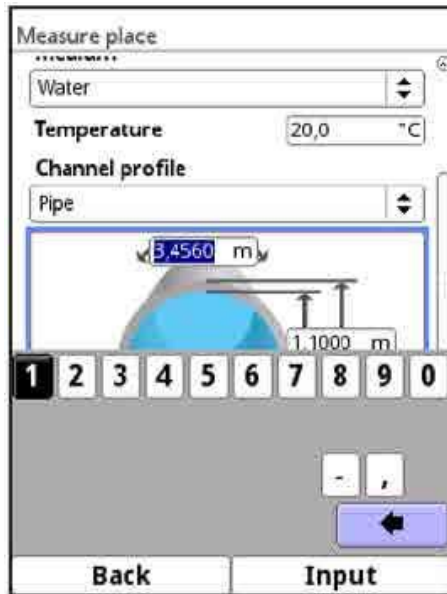 Measure place
Medium
Water
Temperature 20,0 °C
Channel profile
Pipe
3,4560 m
1,1000 m
1 2 3 4 5 6 7 8 9 0
- ,
Back Input